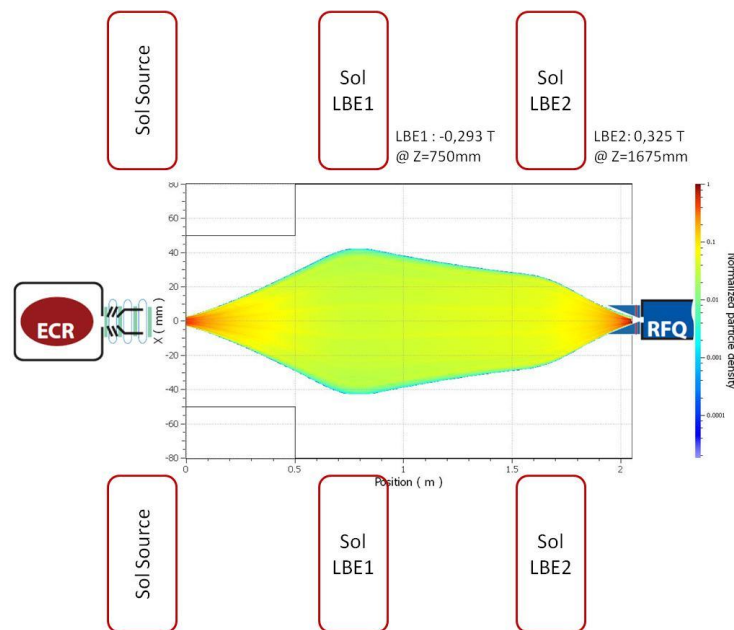 Sol Source
Sol
LBE1
Sol
LBE2
LBE1 : -0,293 T
@ Z=750mm
LBE2: 0,325 T
@ Z=1675mm
80
60
40
20
0
-20
-40
-60
-80
X ( mm )
0
0.5
1
1.5
2
Position ( m )
ECR
RFQ
1
0.1
0.01
0.001
0.0001
Normalized particle density
Sol Source
Sol
LBE1
Sol
LBE2